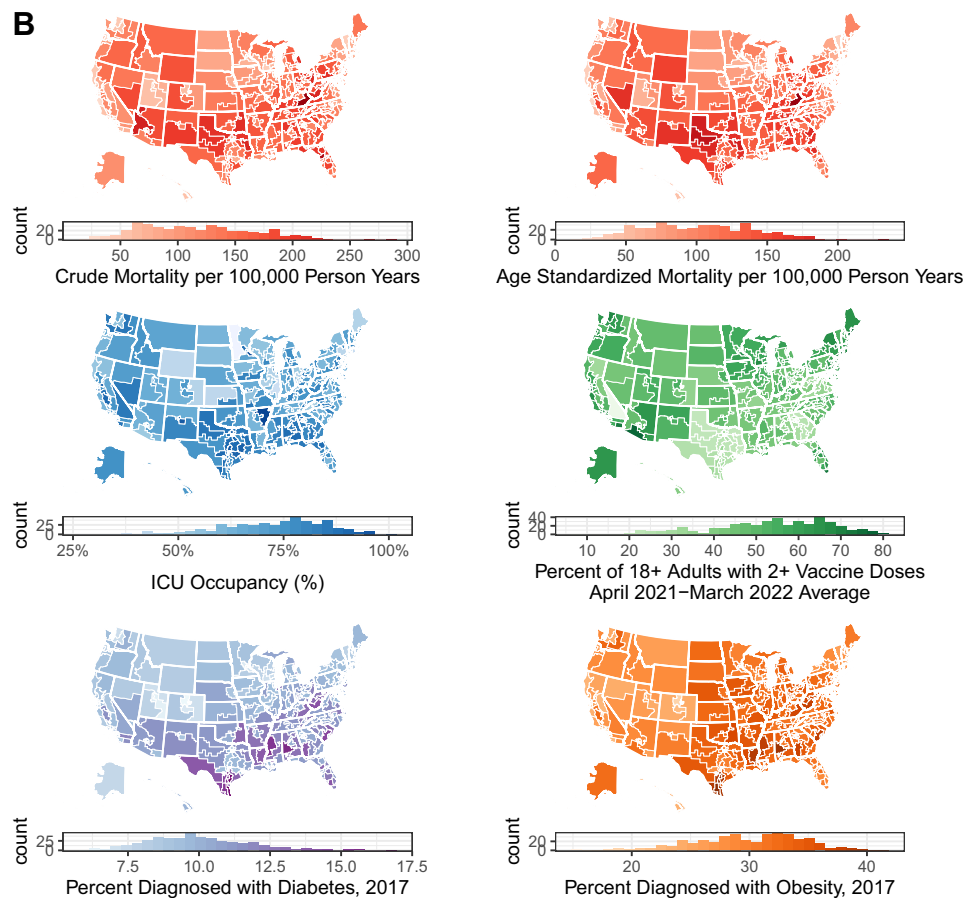 B
count
20
0
50 100 150 200 250 300
Crude Mortality per 100,000 Person Years
count
20
0
0 50 100 150 200
Age Standardized Mortality per 100,000 Person Years
count
25
0
25% 50% 75% 100%
ICU Occupancy (%)
count
40
20
0
10 20 30 40 50 60 70 80
Percent of 18+ Adults with 2+ Vaccine Doses
April 2021−March 2022 Average
count
25
0
7.5 10.0 12.5 15.0 17.5
Percent Diagnosed with Diabetes, 2017
count
20
0
20 30 40
Percent Diagnosed with Obesity, 2017